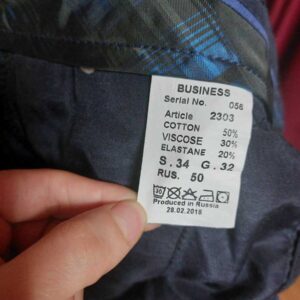 BUSINESS
Serial No. 056
Article 2303
COTTON 50%
VISCOSE 30%
ELASTANE 20%
S. 34 G. 32
RUS. 50
30
Produced in Russia
28.02.2018